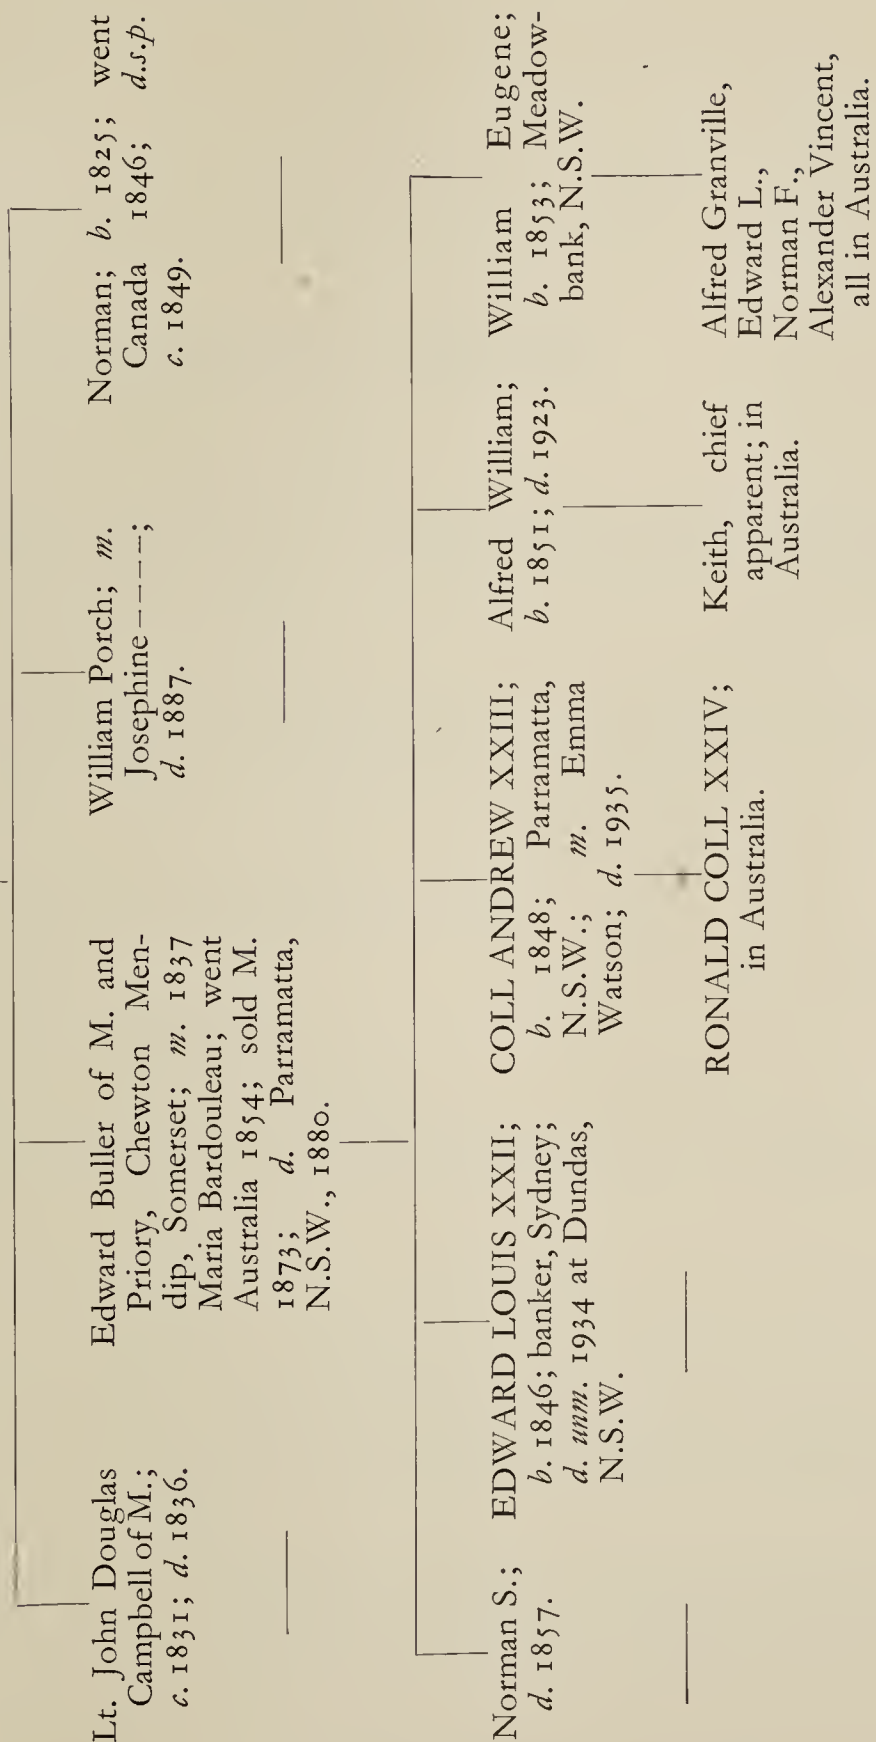 Lt. John Douglas
Campbell of M.;
c. 1831; d. 1836.
Edward Buller of M. and
Priory, Chewton Men-
dip, Somerset; m. 1837
Maria Bardouleau; went
Australia 1854; sold M.
1873; d. Parramatta,
N.S.W., 1880.
William Porch; m.
Josephine ————;
d. 1887.
Norman; b. 1825; went
Canada 1846; d.s.p.
c. 1849.
Norman S.;
d. 1857.
EDWARD LOUIS XXII;
b. 1846; banker, Sydney;
d. unm. 1934 at Dundas,
N.S.W.
COLL ANDREW XXIII;
b. 1848; Parramatta,
N.S.W.; m. Emma
Watson; d. 1935.
Alfred William;
b. 1851; d. 1923.
William Eugene;
b. 1853; Meadow-
bank, N.S.W.
RONALD COLL XXIV;
in Australia.
Keith, chief
apparent; in
Australia.
Alfred Granville,
Edward L.,
Norman F.,
Alexander Vincent,
all in Australia.